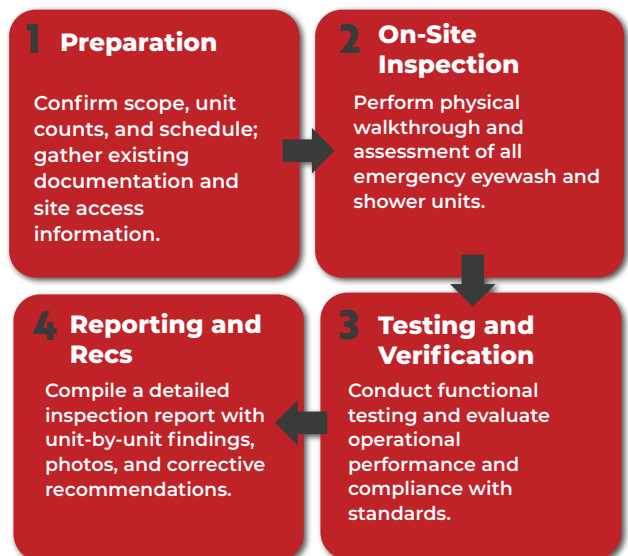 1 Preparation
Confirm scope, unit
counts, and schedule;
gather existing
documentation and
site access
information.
2 On-Site
Inspection
Perform physical
walkthrough and
assessment of all
emergency eyewash and
shower units.
3 Testing and
Verification
Conduct functional
testing and evaluate
operational
performance and
compliance with
standards.
4 Reporting and
Recs
Compile a detailed
inspection report with
unit-by-unit findings,
photos, and corrective
recommendations.